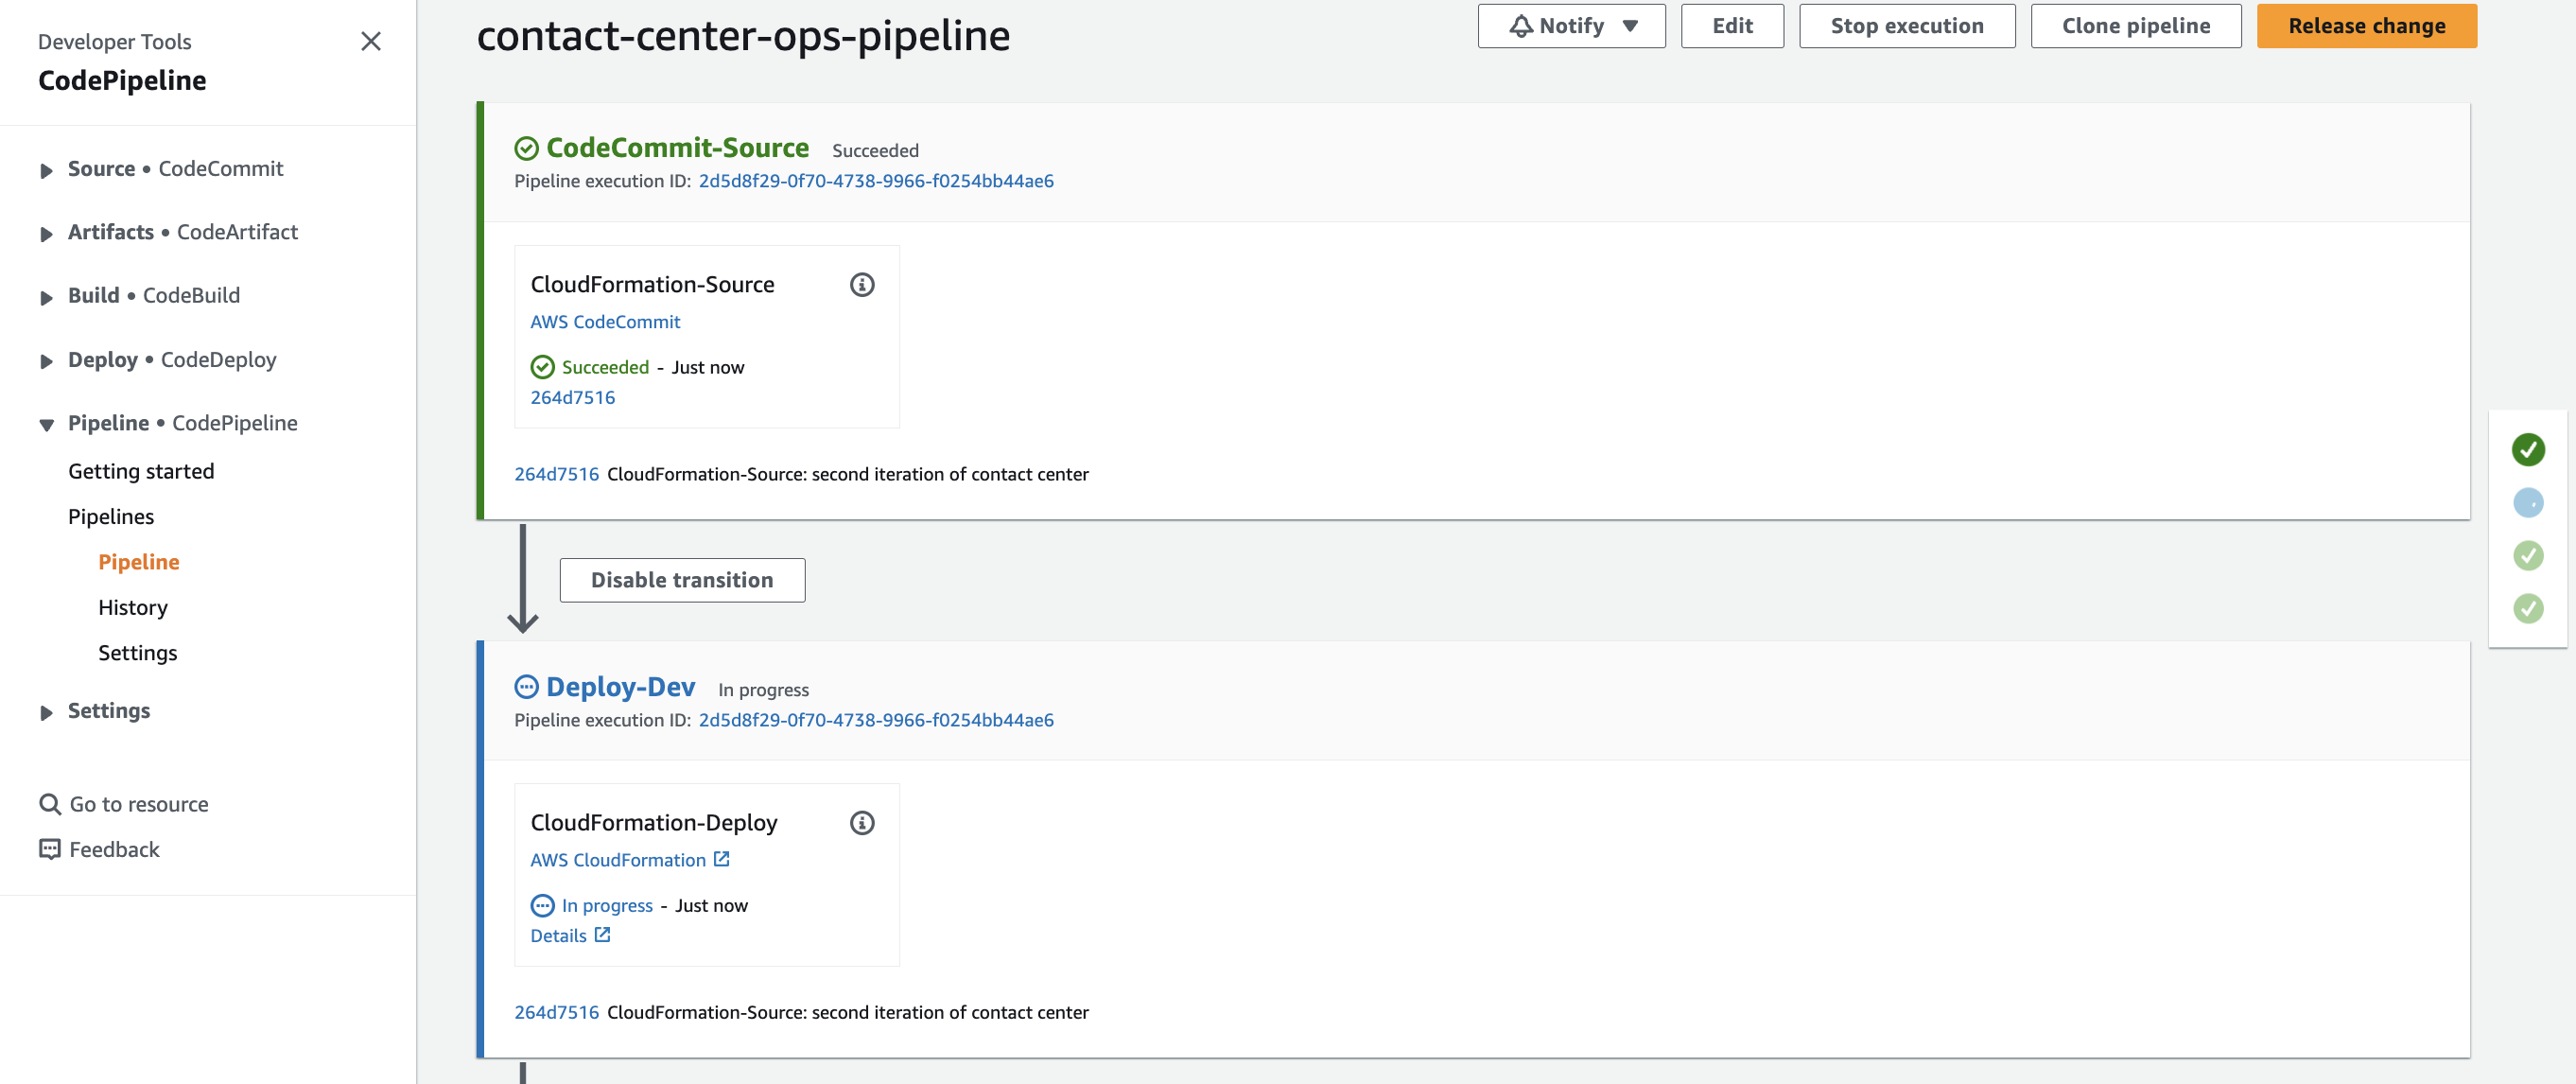 Developer Tools
CodePipeline
Source • CodeCommit
Artifacts • CodeArtifact
Build • CodeBuild
Deploy • CodeDeploy
Pipeline • CodePipeline
Getting started
Pipelines
Pipeline
History
Settings
Settings
Go to resource
Feedback
contact-center-ops-pipeline
Notify
Edit
Stop execution
Clone pipeline
Release change
CodeCommit-Source Succeeded
Pipeline execution ID: 2d5d8f29-0f70-4738-9966-f0254bb44ae6
CloudFormation-Source
AWS CodeCommit
Succeeded - Just now
264d7516
264d7516 CloudFormation-Source: second iteration of contact center
Disable transition
Deploy-Dev In progress
Pipeline execution ID: 2d5d8f29-0f70-4738-9966-f0254bb44ae6
CloudFormation-Deploy
AWS CloudFormation
In progress - Just now
Details
264d7516 CloudFormation-Source: second iteration of contact center